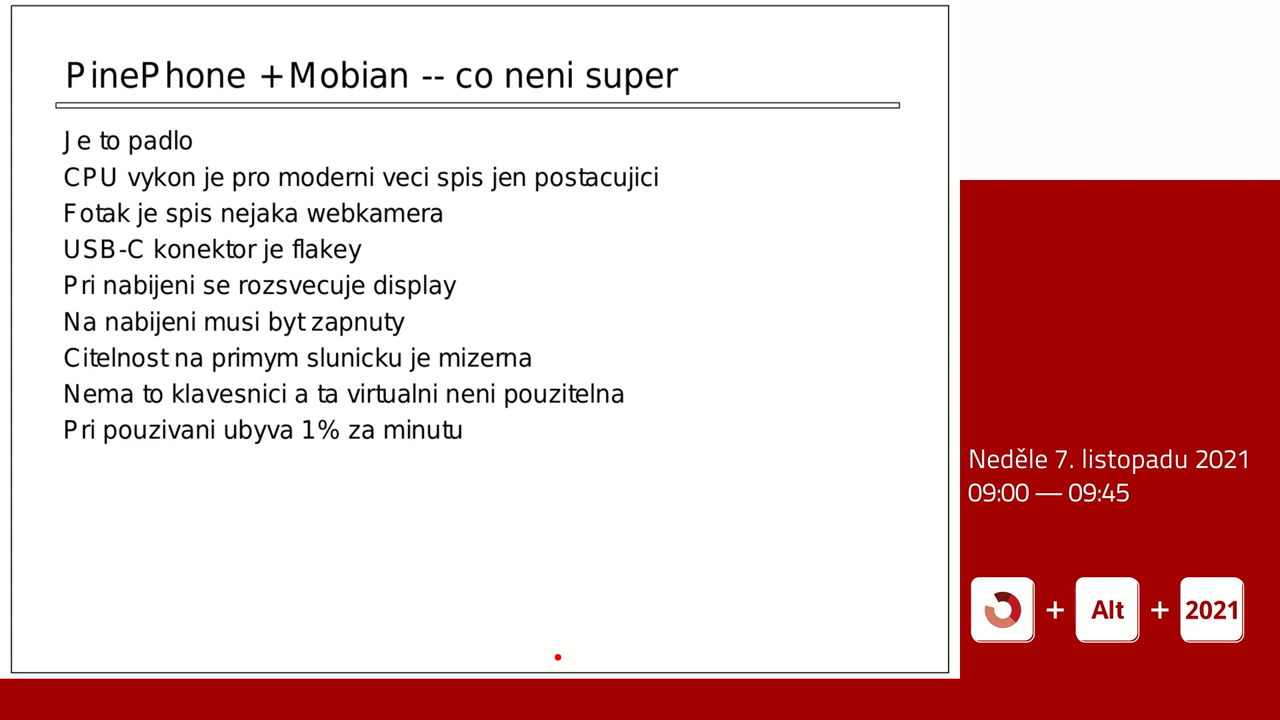 PinePhone + Mobian -- co neni super
Je to padlo
CPU vykon je pro moderni veci spis jen postacujici
Fotak je spis nejaka webkamera
USB-C konektor je flakey
Pri nabijeni se rozsvecuje display
Na nabijeni musi byt zapnuty
Citelnost na primym slunicku je mizerna
Nema to klavesnici a ta virtualni neni pouzitelna
Pri pouzivani ubyva 1% za minutu
Neděle 7. listopadu 2021
09:00 — 09:45
+ Alt + 2021